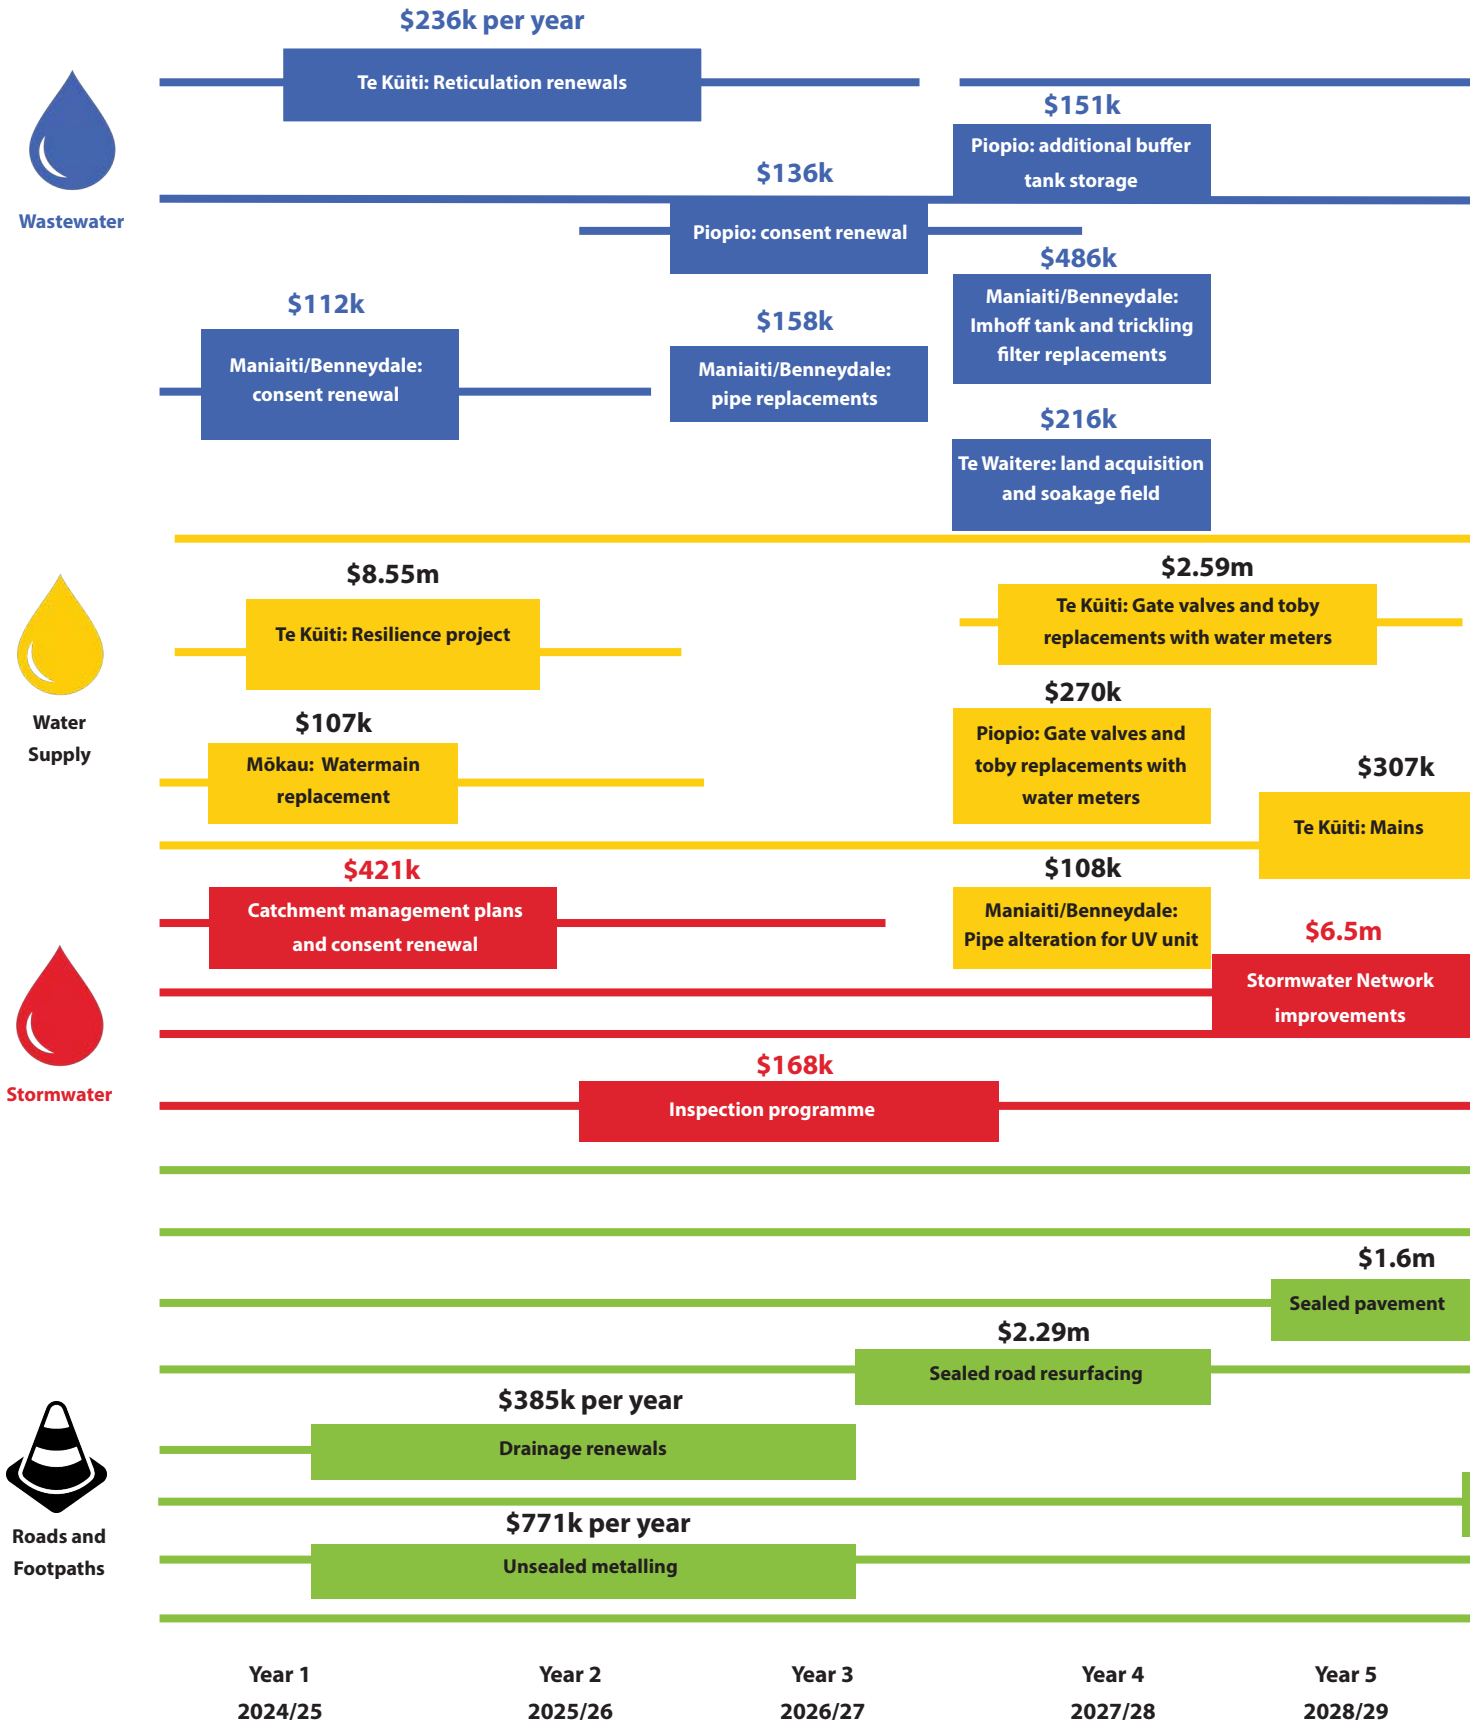 $236k per year
Te Kūiti: Reticulation renewals
Wastewater
$151k
Piopio: additional buffer
tank storage
$136k
Piopio: consent renewal
$112k
Maniaiti/Benneydale:
consent renewal
$158k
Maniaiti/Benneydale:
pipe replacements
$486k
Maniaiti/Benneydale:
Imhoff tank and trickling
filter replacements
$216k
Te Waitere: land acquisition
and soakage field
Water
Supply
$8.55m
Te Kūiti: Resilience project
$2.59m
Te Kūiti: Gate valves and toby
replacements with water meters
$107k
Mōkau: Watermain
replacement
$270k
Piopio: Gate valves and
toby replacements with
water meters
$307k
Te Kūiti: Mains
$108k
Maniaiti/Benneydale:
Pipe alteration for UV unit
Stormwater
$421k
Catchment management plans
and consent renewal
$6.5m
Stormwater Network
improvements
$168k
Inspection programme
Roads and
Footpaths
$1.6m
Sealed pavement
$2.29m
Sealed road resurfacing
$385k per year
Drainage renewals
$771k per year
Unsealed metalling
Year 1
2024/25
Year 2
2025/26
Year 3
2026/27
Year 4
2027/28
Year 5
2028/29